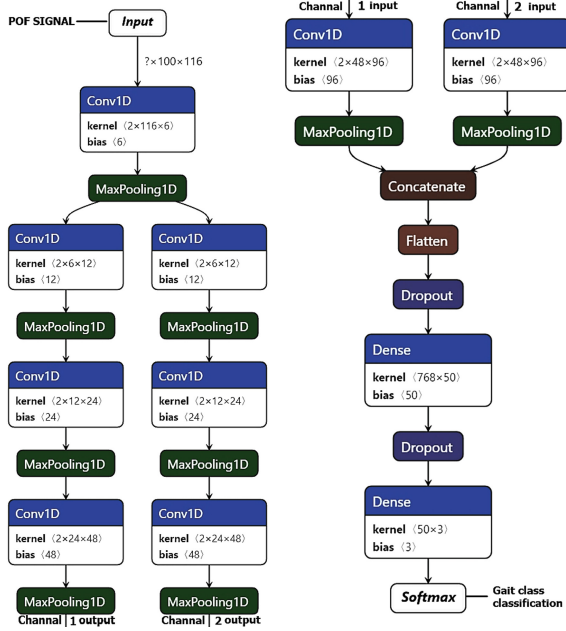 POF SIGNAL
Input
?×100×116
Conv1D
kernel ⟨2×116×6⟩
bias ⟨6⟩
MaxPooling1D
Conv1D
kernel ⟨2×6×12⟩
bias ⟨12⟩
MaxPooling1D
Conv1D
kernel ⟨2×12×24⟩
bias ⟨24⟩
MaxPooling1D
Conv1D
kernel ⟨2×24×48⟩
bias ⟨48⟩
MaxPooling1D
Channel 1 output
Conv1D
kernel ⟨2×6×12⟩
bias ⟨12⟩
MaxPooling1D
Conv1D
kernel ⟨2×12×24⟩
bias ⟨24⟩
MaxPooling1D
Conv1D
kernel ⟨2×24×48⟩
bias ⟨48⟩
MaxPooling1D
Channel 2 output
Channel 1 input
Conv1D
kernel ⟨2×48×96⟩
bias ⟨96⟩
MaxPooling1D
Channel 2 input
Conv1D
kernel ⟨2×48×96⟩
bias ⟨96⟩
MaxPooling1D
Concatenate
Flatten
Dropout
Dense
kernel ⟨768×50⟩
bias ⟨50⟩
Dropout
Dense
kernel ⟨50×3⟩
bias ⟨3⟩
Softmax
Gait class
classification